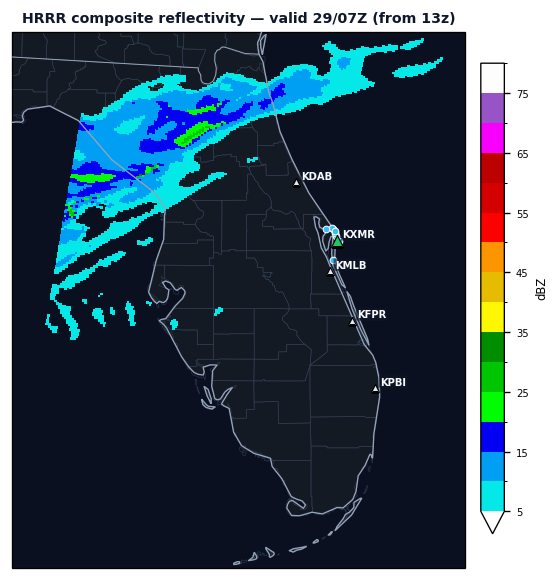 HRRR composite reflectivity — valid 29/07Z (from 13z)
KDAB
KXMR
KMLB
KFPR
KPBI
75
65
55
45
35
25
15
5
dBZ